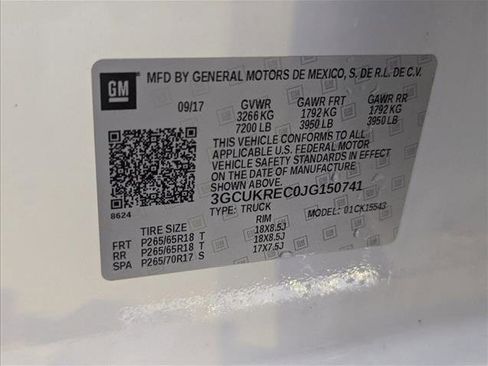 GM
MFD BY GENERAL MOTORS DE MEXICO, S. DE R.L. DE C.V.
09/17 GVWR GAWR FRT GAWR RR
3266 KG 1792 KG 1792 KG
7200 LB 3950 LB 3950 LB
THIS VEHICLE CONFORMS TO ALL
APPLICABLE U.S. FEDERAL MOTOR
VEHICLE SAFETY STANDARDS IN EFFECT
ON THE DATE OF MANUFACTURE
SHOWN ABOVE.
3GCUKREC0JG150741
8624
TYPE: TRUCK MODEL: 01CK15543
TIRE SIZE RIM
FRT P265/65R18 T 18X8.5J
RR P265/65R18 T 18X8.5J
SPA P265/70R17 S 17X7.5J